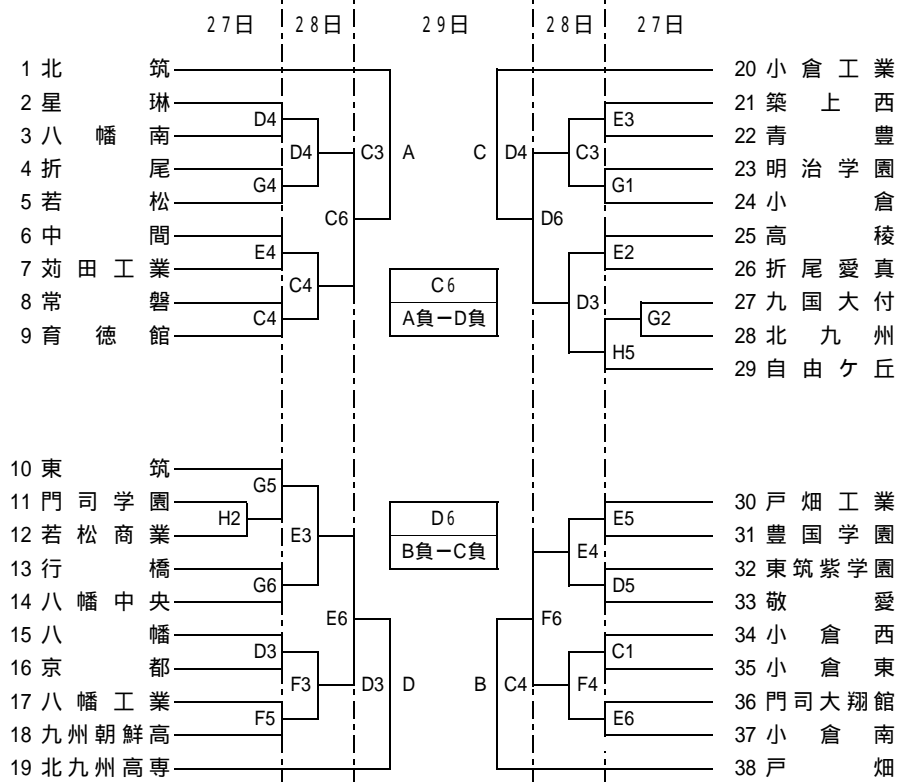 27日 28日 29日 28日 27日
1 北筑
2 星琳
3 八幡南
4 折尾
5 若松
6 中間
7 苅田工業
8 常磐
9 育徳館
D4
G4
E4
C4
D4
C4
C6
C3
A
C6
A負ー D負
20 小倉工業
21 築上西
22 青豊
23 明治学園
24 小倉
25 高稜
26 折尾愛真
27 九国大付
28 北九州
29 自由ケ丘
C
D4
D6
C3
D3
E3
G1
E2
G2
H5
10 東筑
11 門司学園
12 若松商業
13 行橋
14 八幡中央
15 八幡
16 京都
17 八幡工業
18 九州朝鮮高
19 北九州高専
G5
H2
G6
D3
F5
E3
F3
E6
D3
D
D6
B負ー C負
30 戸畑工業
31 豊国学園
32 東筑紫学園
33 敬愛
34 小倉西
35 小倉東
36 門司大翔館
37 小倉南
38 戸畑
B
C4
F6
E4
F4
E5
D5
C1
E6